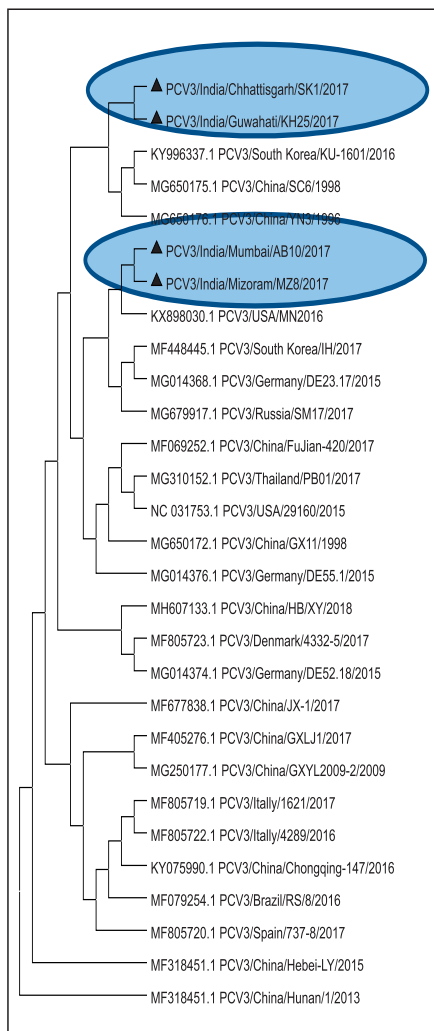 ▲ PCV3/India/Chhattisgarh/SK1/2017
▲ PCV3/India/Guwahati/KH25/2017
KY996337.1 PCV3/South Korea/KU-1601/2016
MG650175.1 PCV3/China/SC6/1998
MG650176.1 PCV3/China/YN3/1996
▲ PCV3/India/Mumbai/AB10/2017
▲ PCV3/India/Mizoram/MZ8/2017
KX898030.1 PCV3/USA/MN2016
MF448445.1 PCV3/South Korea/IH/2017
MG014368.1 PCV3/Germany/DE23.17/2015
MG679917.1 PCV3/Russia/SM17/2017
MF069252.1 PCV3/China/FuJian-420/2017
MG310152.1 PCV3/Thailand/PB01/2017
NC 031753.1 PCV3/USA/29160/2015
MG650172.1 PCV3/China/GX11/1998
MG014376.1 PCV3/Germany/DE55.1/2015
MH607133.1 PCV3/China/HB/XY/2018
MF805723.1 PCV3/Denmark/4332-5/2017
MG014374.1 PCV3/Germany/DE52.18/2015
MF677838.1 PCV3/China/JX-1/2017
MF405276.1 PCV3/China/GXLJ1/2017
MG250177.1 PCV3/China/GXYL2009-2/2009
MF805719.1 PCV3/Itally/1621/2017
MF805722.1 PCV3/Itally/4289/2016
KY075990.1 PCV3/China/Chongqing-147/2016
MF079254.1 PCV3/Brazil/RS/8/2016
MF805720.1 PCV3/Spain/737-8/2017
MF318451.1 PCV3/China/Hebei-LY/2015
MF318451.1 PCV3/China/Hunan/1/2013